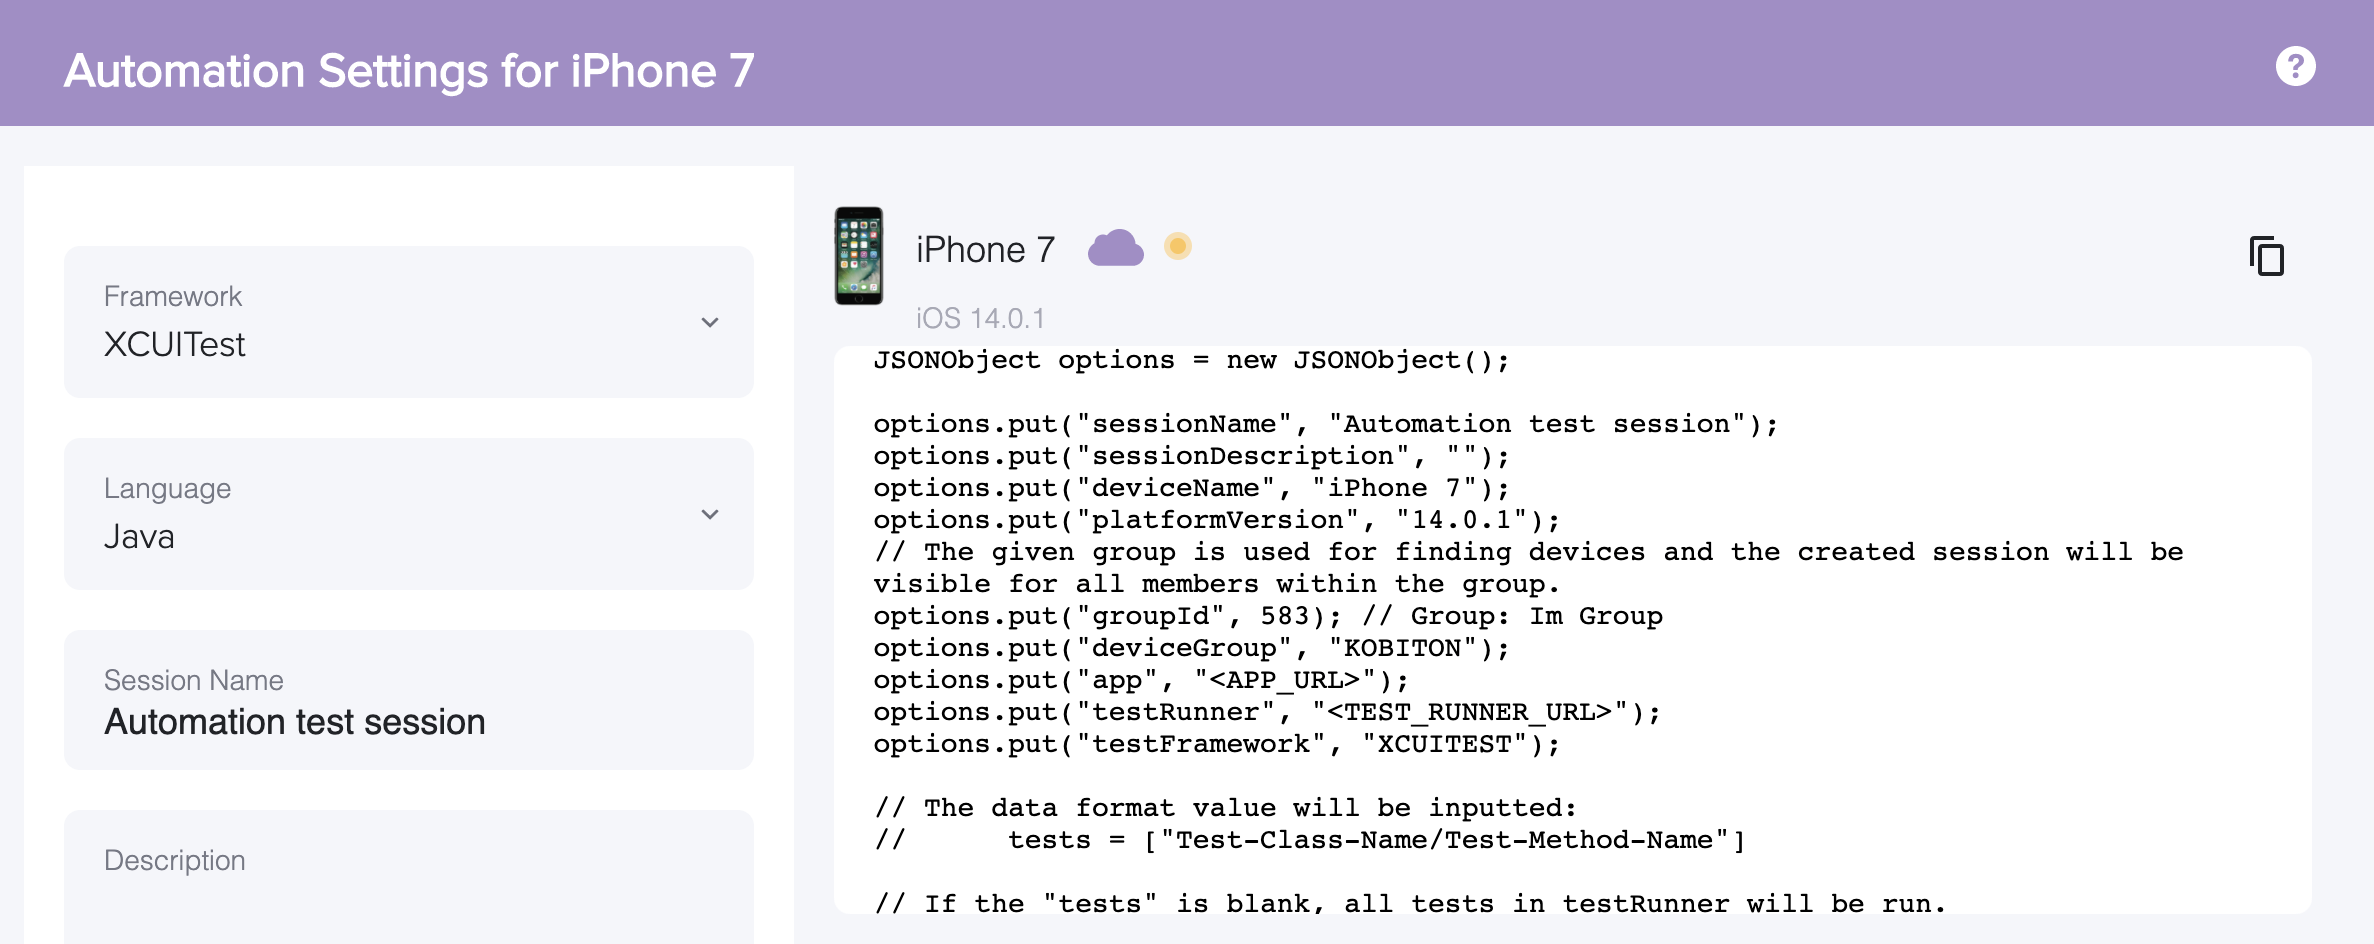 Automation Settings for iPhone 7
?
Framework
XCUITest
Language
Java
Session Name
Automation test session
Description
iPhone 7
iOS 14.0.1
JSONObject options = new JSONObject();
options.put("sessionName", "Automation test session");
options.put("sessionDescription", "");
options.put("deviceName", "iPhone 7");
options.put("platformVersion", "14.0.1");
// The given group is used for finding devices and the created session will be
visible for all members within the group.
options.put("groupId", 583); // Group: Im Group
options.put("deviceGroup", "KOBITON");
options.put("app", "<APP_URL>");
options.put("testRunner", "<TEST_RUNNER_URL>");
options.put("testFramework", "XCUITEST");
// The data format value will be inputted:
//      tests = ["Test-Class-Name/Test-Method-Name"]
// If the "tests" is blank, all tests in testRunner will be run.